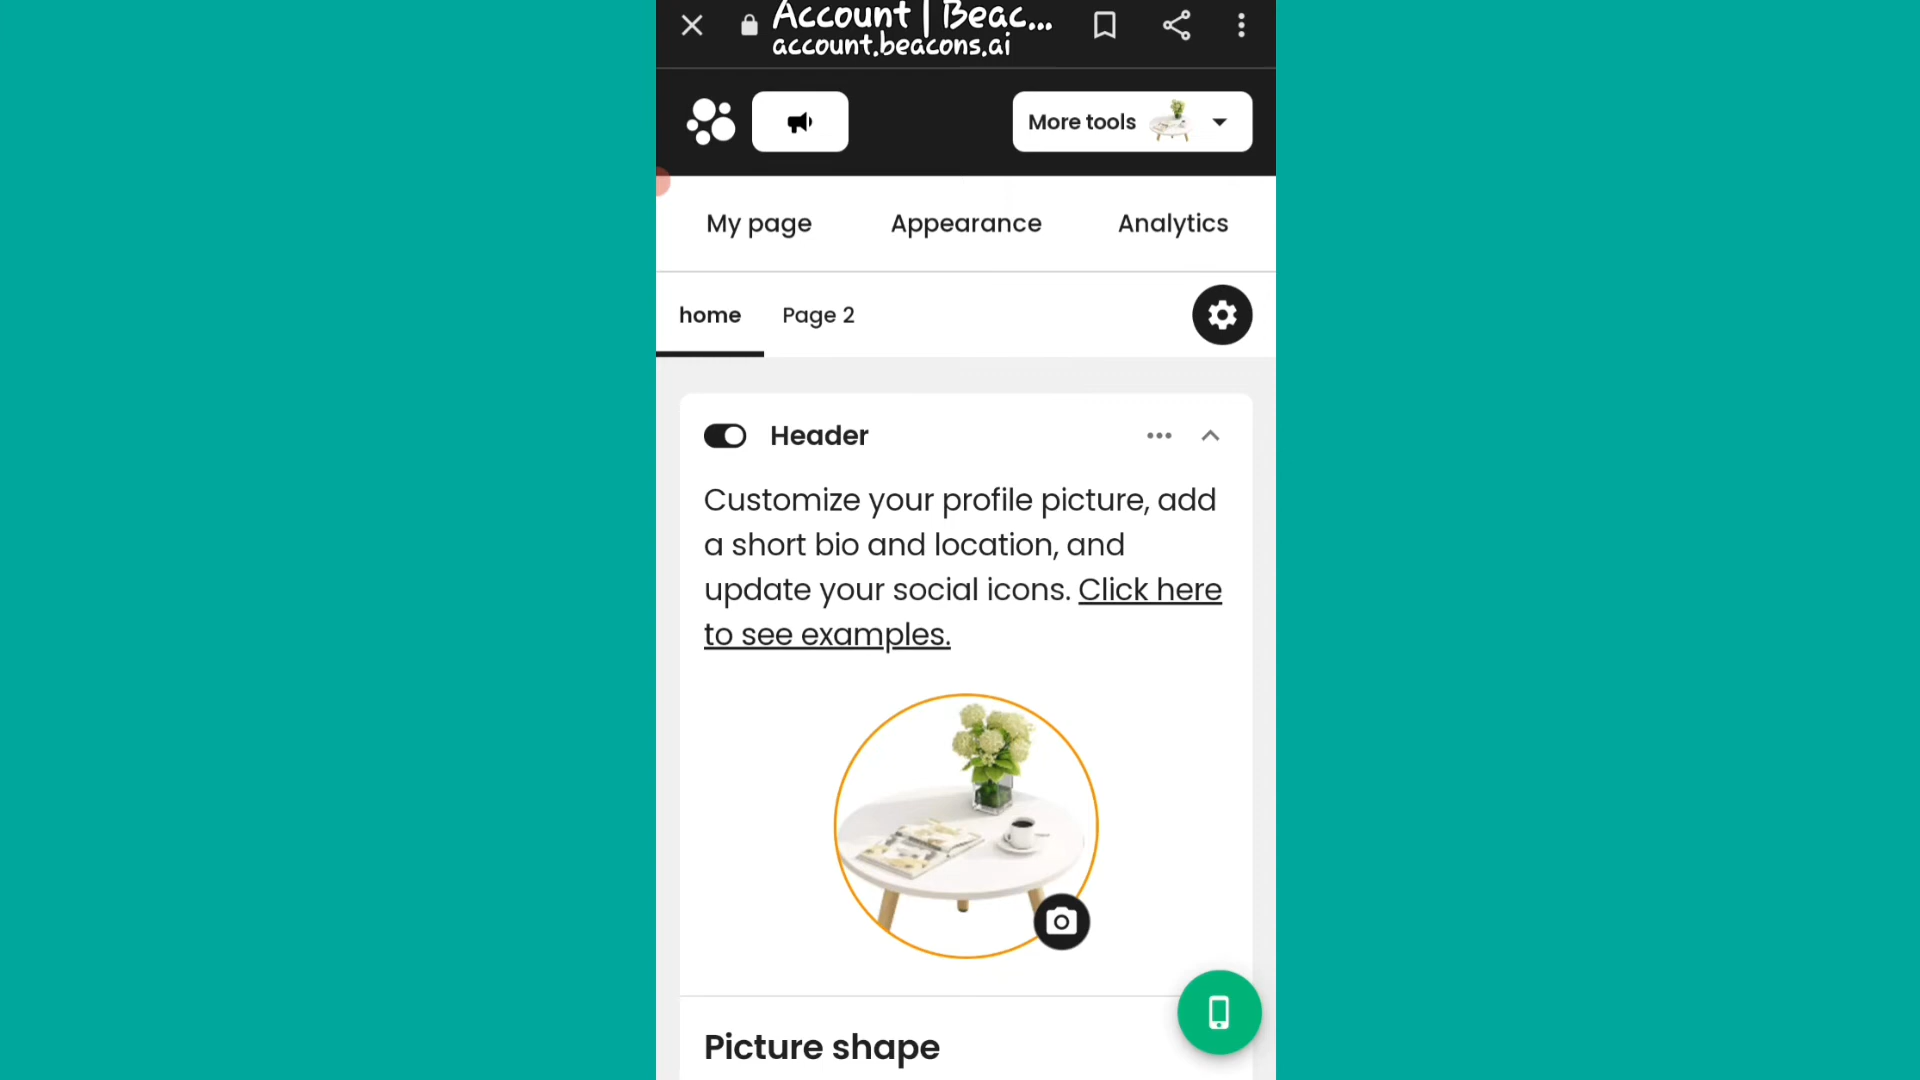 Account | Beac...
account.beacons.ai
More tools
My page Appearance Analytics
home Page 2
Header
Customize your profile picture, add
a short bio and location, and
update your social icons. Click here
to see examples.
Picture shape